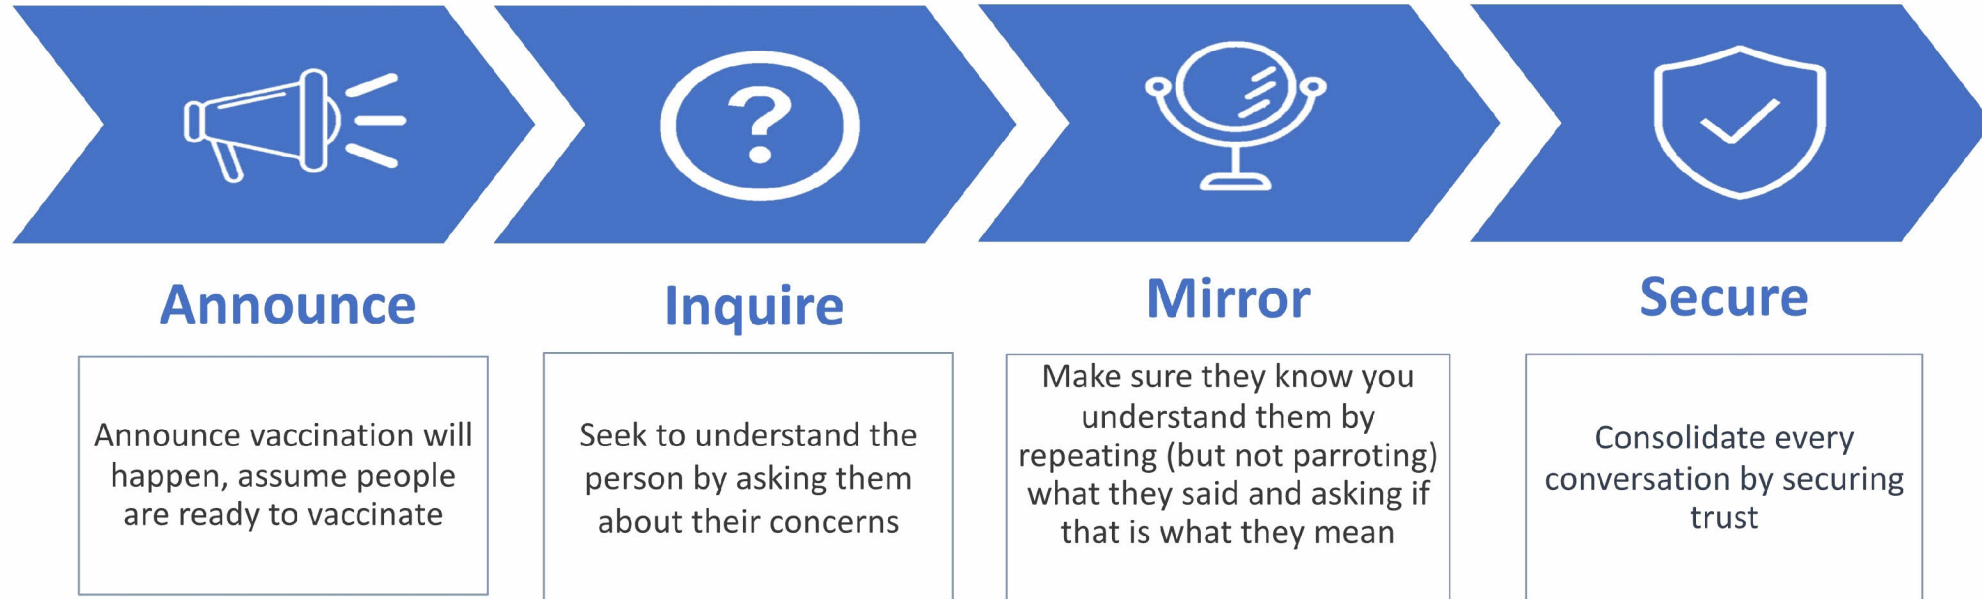 Announce
Announce vaccination will
happen, assume people
are ready to vaccinate
Inquire
Seek to understand the
person by asking them
about their concerns
Mirror
Make sure they know you
understand them by
repeating (but not parroting)
what they said and asking if
that is what they mean
Secure
Consolidate every
conversation by securing
trust